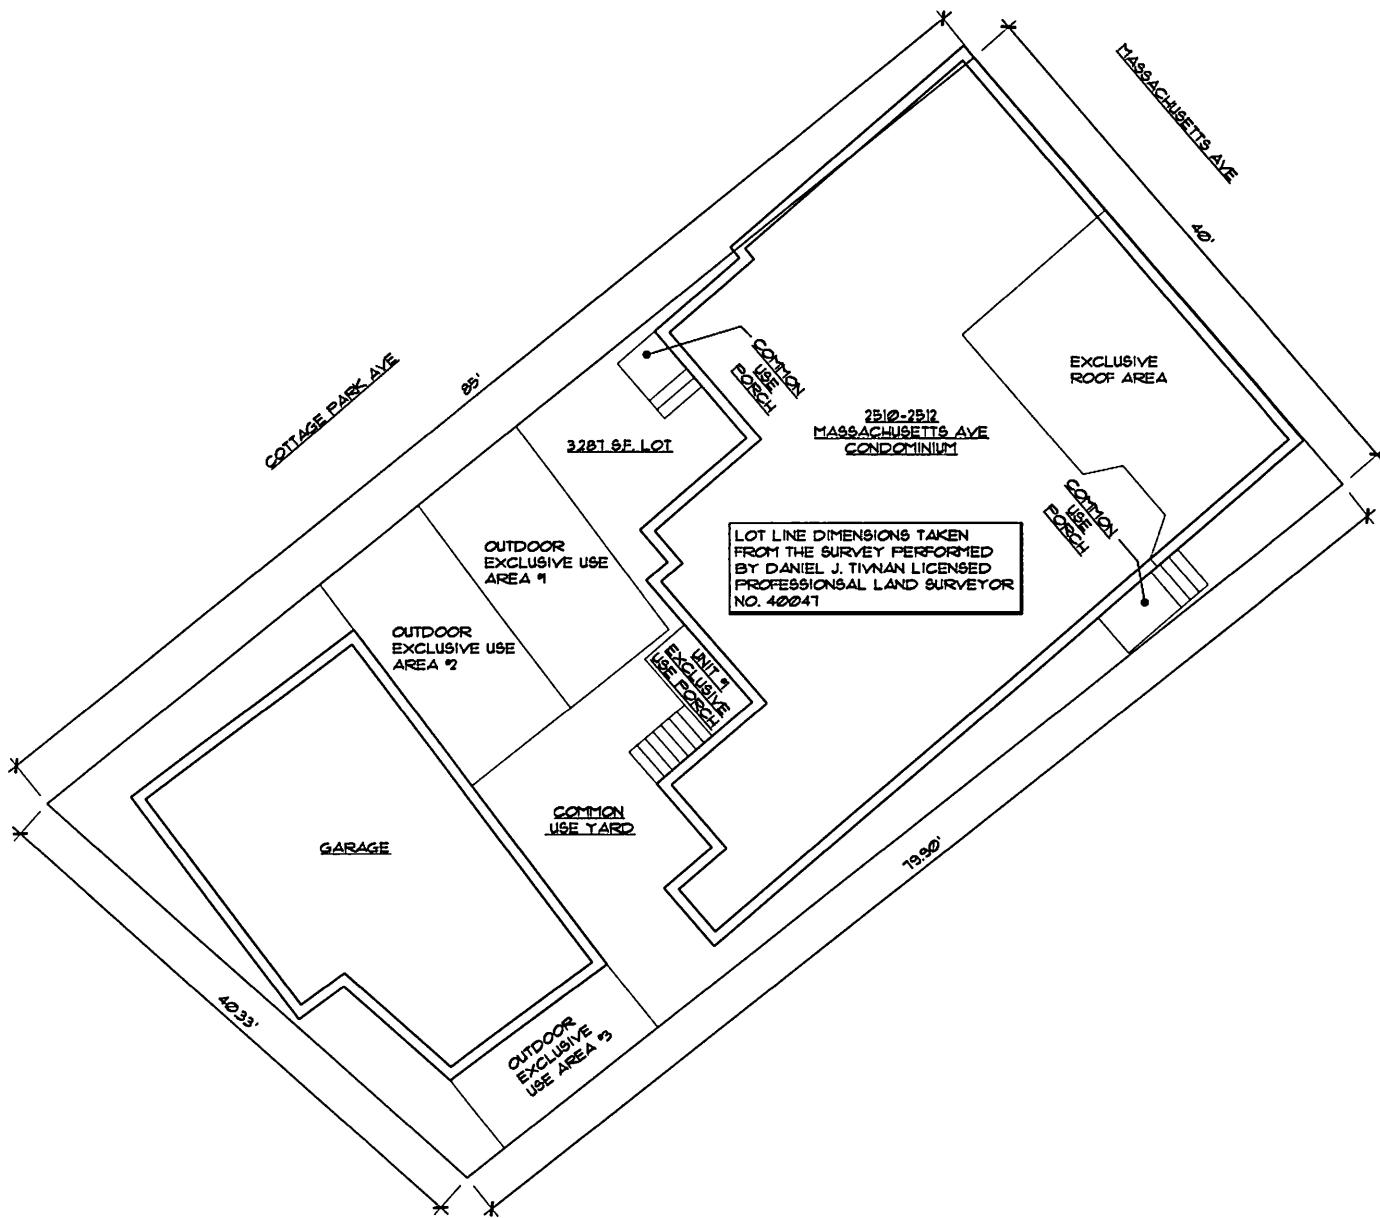 MASSACHUSETTS AVE
40'
COTTAGE PARK AVE
85'
COMMON
USE
PORCH
EXCLUSIVE
ROOF AREA
3,287 S.F. LOT
2510-2512
MASSACHUSETTS AVE
CONDOMINIUM
COMMON
USE
PORCH
LOT LINE DIMENSIONS TAKEN
FROM THE SURVEY PERFORMED
BY DANIEL J. TIVNAN LICENSED
PROFESSIONSAL LAND SURVEYOR
NO. 40047
OUTDOOR
EXCLUSIVE USE
AREA #1
OUTDOOR
EXCLUSIVE USE
AREA #2
UNIT #1
EXCLUSIVE
USE PORCH
COMMON
USE YARD
GARAGE
79.90'
40.33'
OUTDOOR
EXCLUSIVE
USE AREA #3